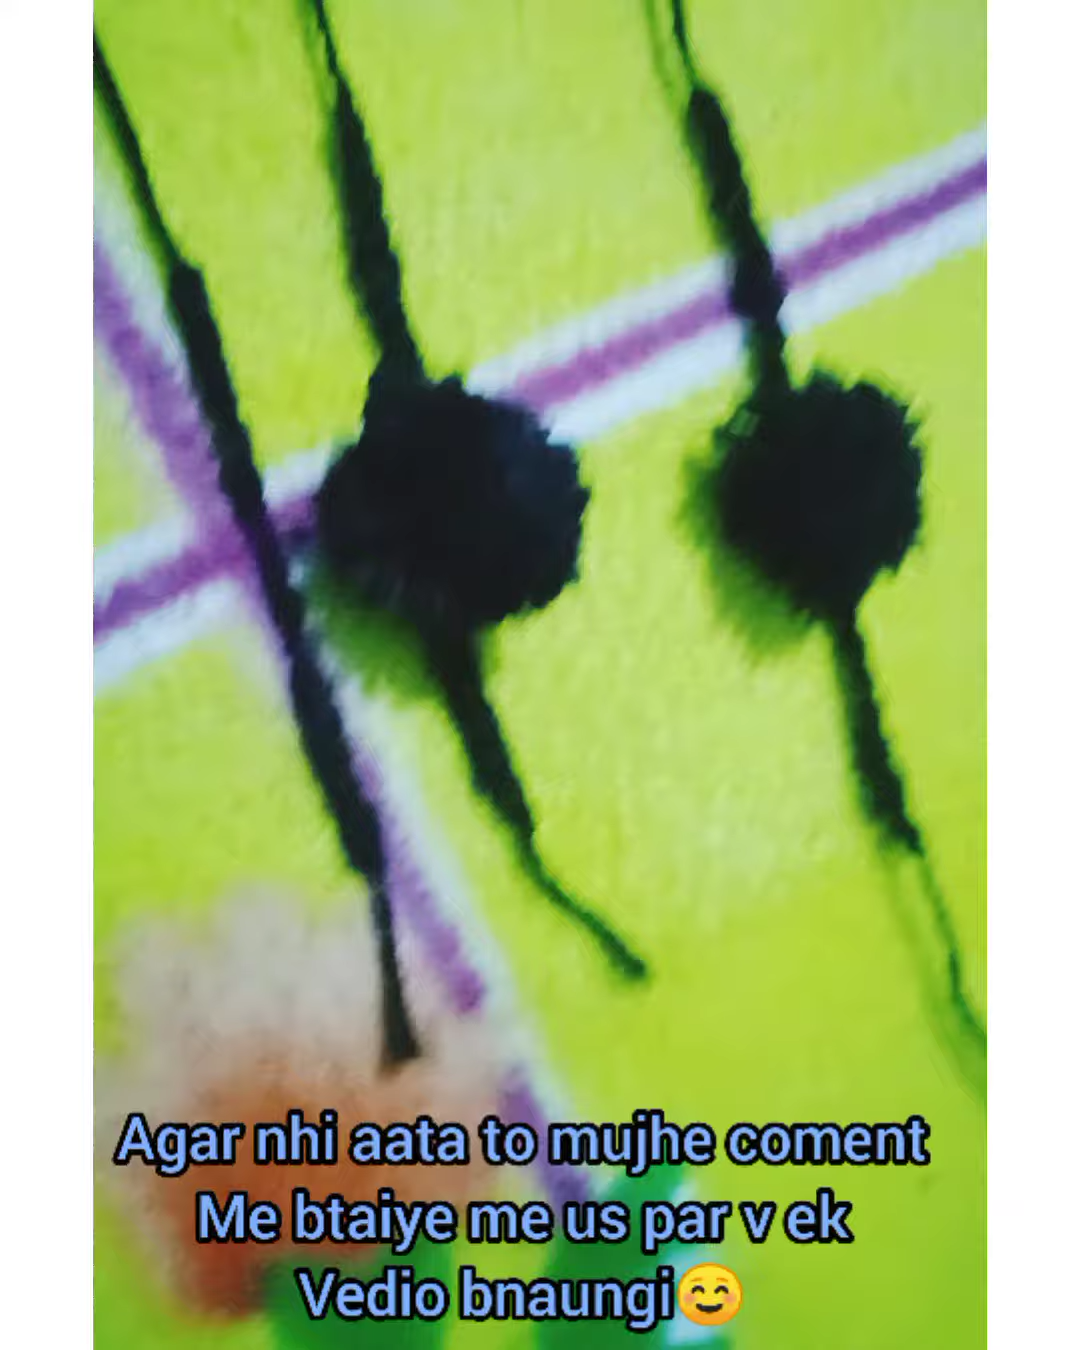 Agar nhi aata to mujhe coment
Me btaiye me us par v ek
Vedio bnaungi☺️